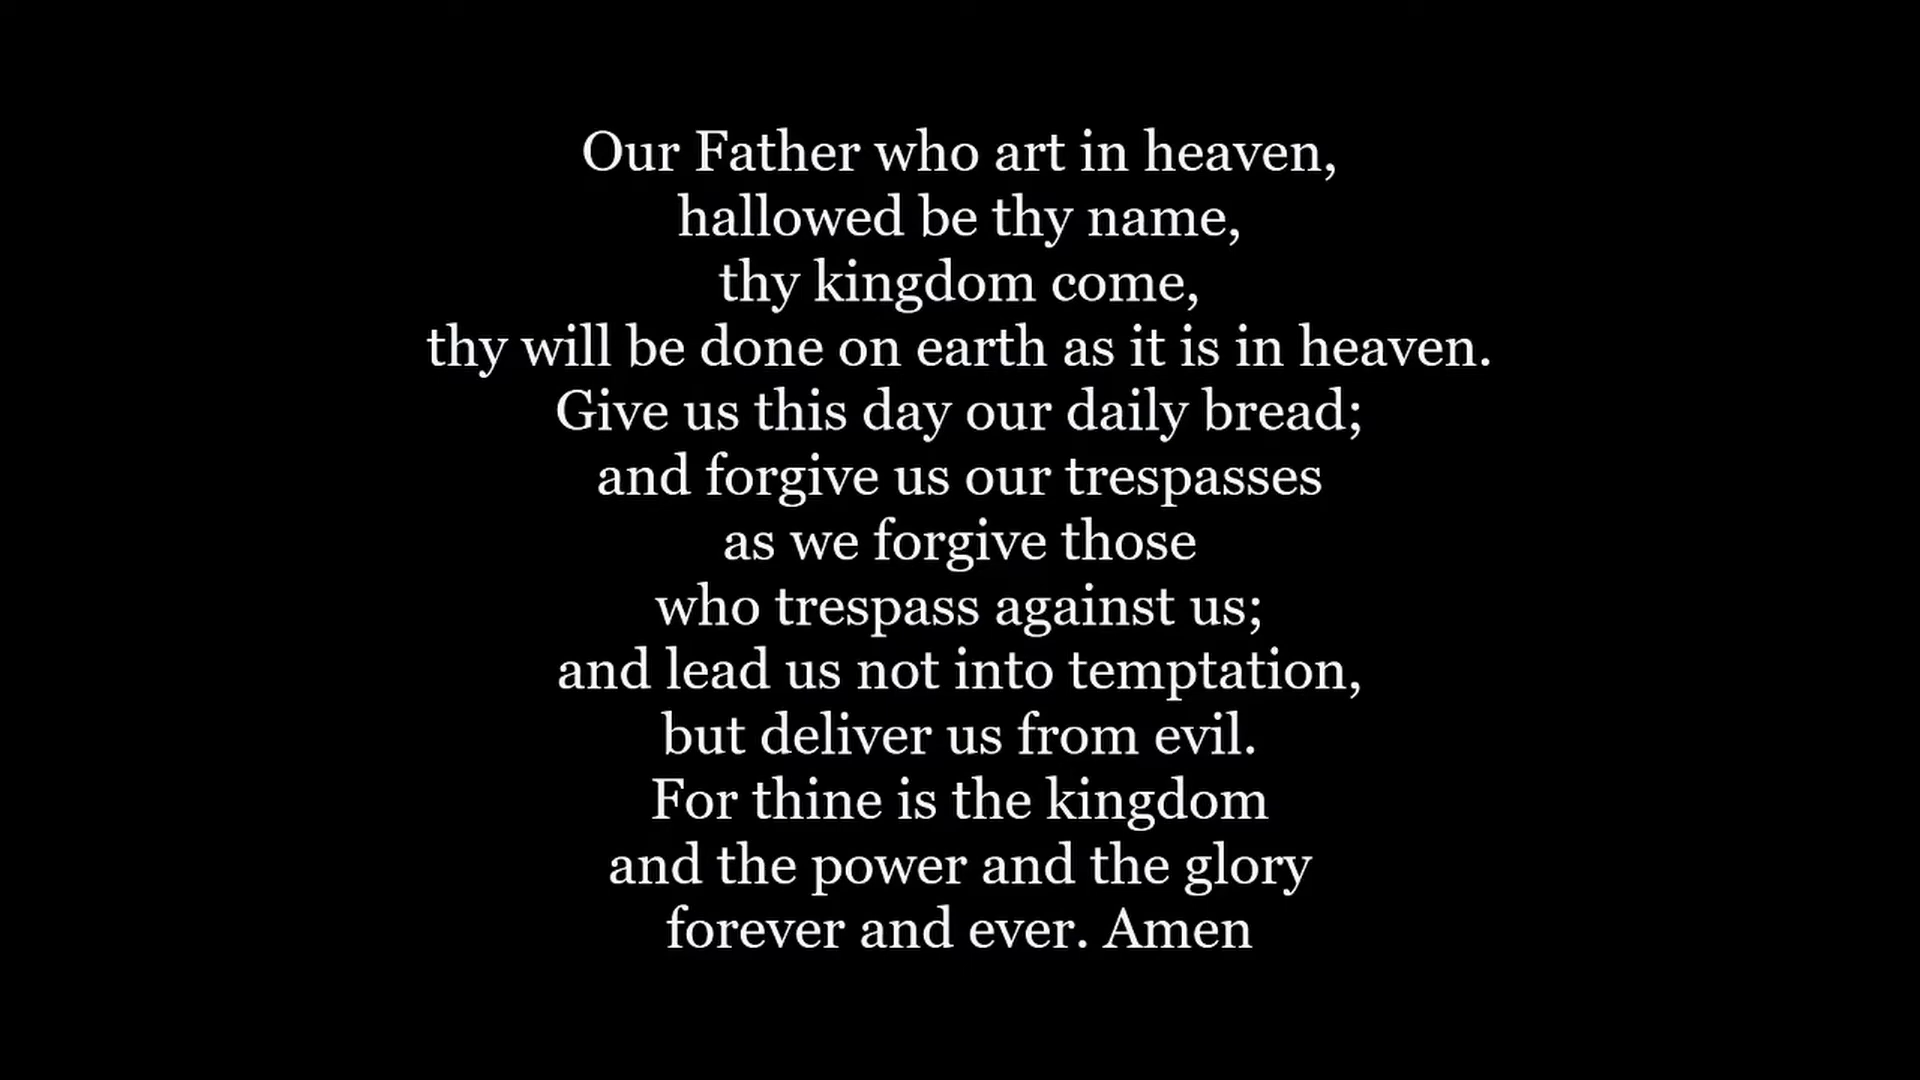 Our Father who art in heaven,
hallowed be thy name,
thy kingdom come,
thy will be done on earth as it is in heaven.
Give us this day our daily bread;
and forgive us our trespasses
as we forgive those
who trespass against us;
and lead us not into temptation,
but deliver us from evil.
For thine is the kingdom
and the power and the glory
forever and ever. Amen